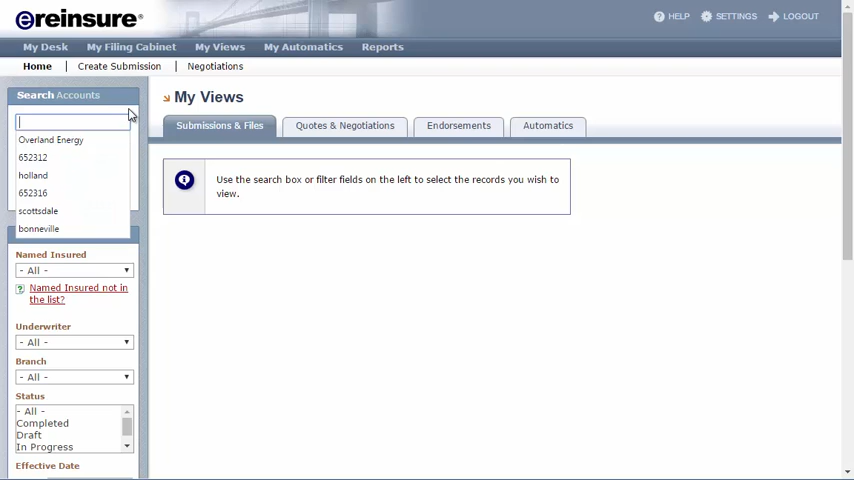 ereinsure®
HELP SETTINGS LOGOUT
My Desk My Filing Cabinet My Views My Automatics Reports
Home | Create Submission | Negotiations
Search Accounts
Overland Energy
652312
holland
652316
scottsdale
bonneville
Named Insured
- All -
Named Insured not in
the list?
Underwriter
- All -
Branch
- All -
Status
- All -
Completed
Draft
In Progress
Effective Date
My Views
Submissions & Files Quotes & Negotiations Endorsements Automatics
Use the search box or filter fields on the left to select the records you wish to
view.